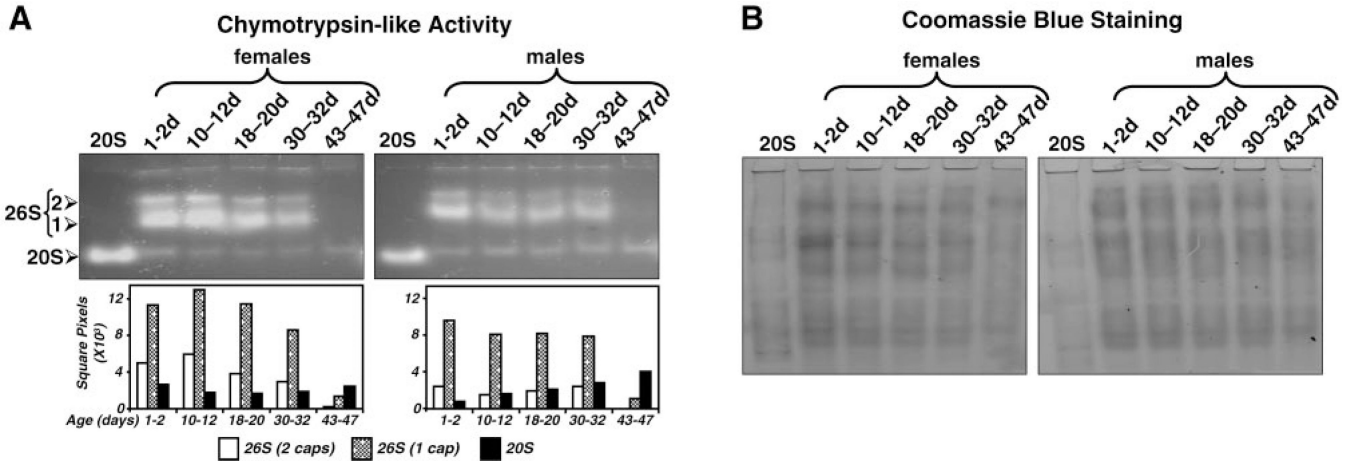 A
Chymotrypsin-like Activity
females
males
20S 1-2d 10–12d 18–20d 30–32d 43–47d
20S 1-2d 10–12d 18–20d 30–32d 43–47d
26S 2
1
20S
Square Pixels
(X10³)
12
8
4
0
12
8
4
0
Age (days) 1-2 10-12 18-20 30-32 43-47
1-2 10-12 18-20 30-32 43-47
26S (2 caps) 26S (1 cap) 20S
B
Coomassie Blue Staining
females
males
20S 1-2d 10–12d 18–20d 30–32d 43–47d
20S 1-2d 10–12d 18–20d 30–32d 43–47d